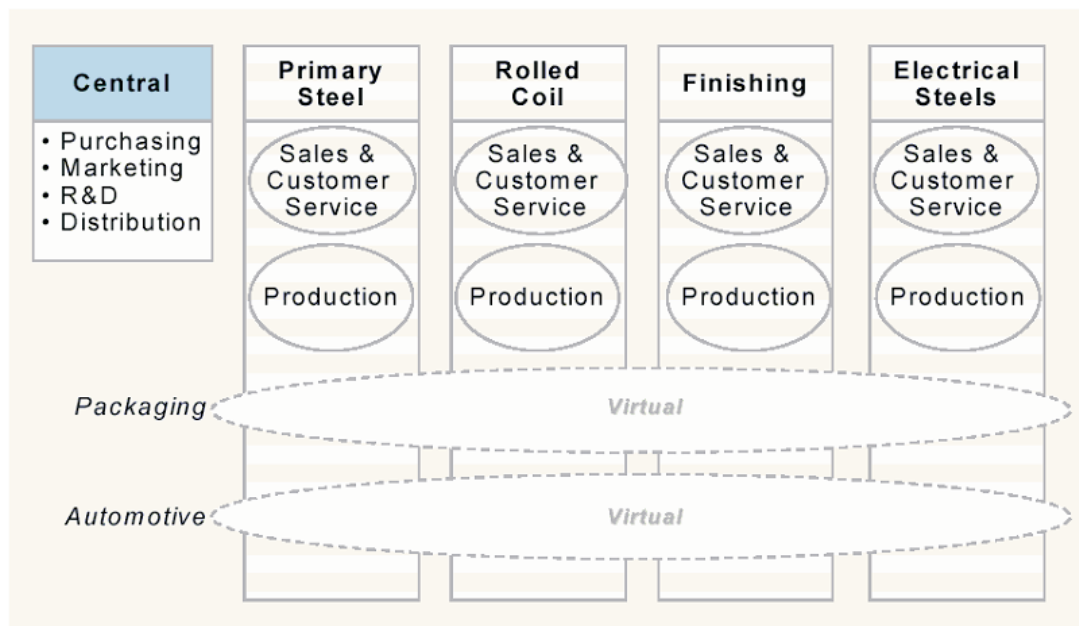 Central
• Purchasing
• Marketing
• R&D
• Distribution
Primary
Steel
Sales &
Customer
Service
Production
Rolled
Coil
Sales &
Customer
Service
Production
Finishing
Sales &
Customer
Service
Production
Electrical
Steels
Sales &
Customer
Service
Production
Packaging
Virtual
Automotive
Virtual